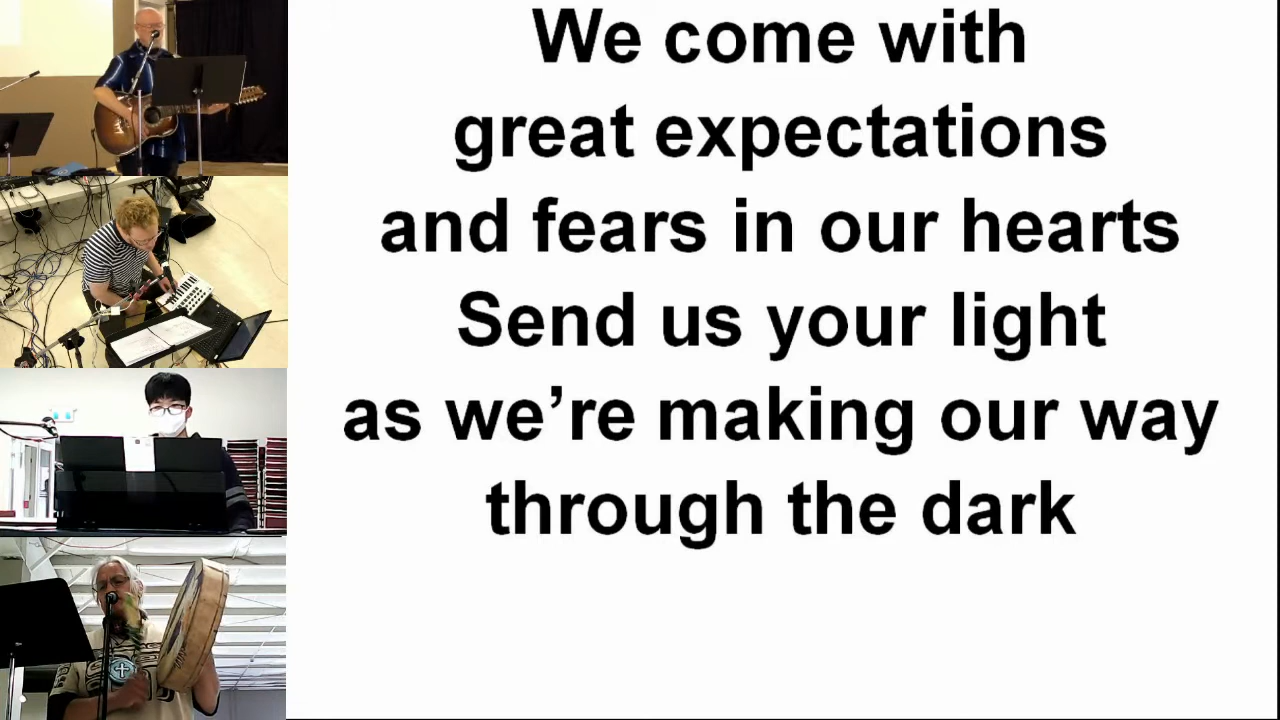 We come with
great expectations
and fears in our hearts
Send us your light
as we’re making our way
through the dark